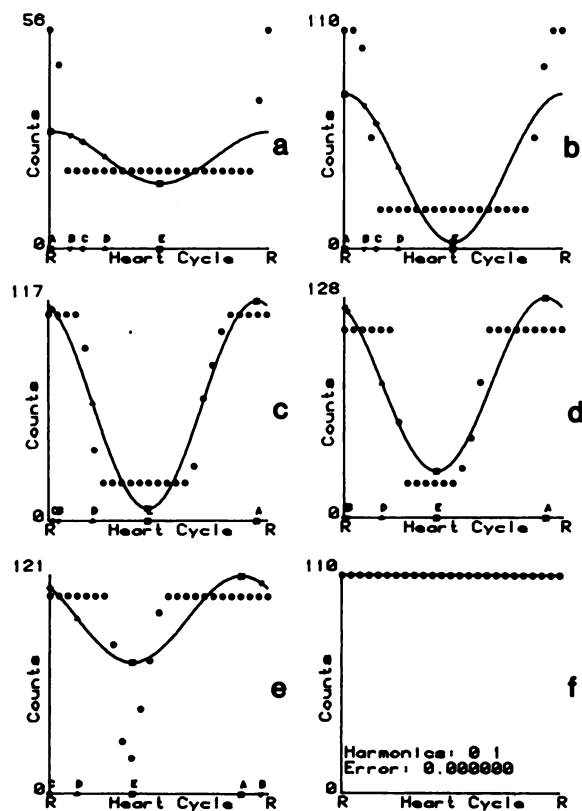 56
Counts
a
0
A B C D E
R Heart Cycle R
110
Counts
b
0
A B C D E
R Heart Cycle R
117
Counts
c
0
C B D E A
R Heart Cycle R
128
Counts
d
0
B D E A
R Heart Cycle R
121
Counts
e
0
C D E A B
R Heart Cycle R
110
Counts
f
Harmonics: 0 1
Error: 0.000000
0
R Heart Cycle R